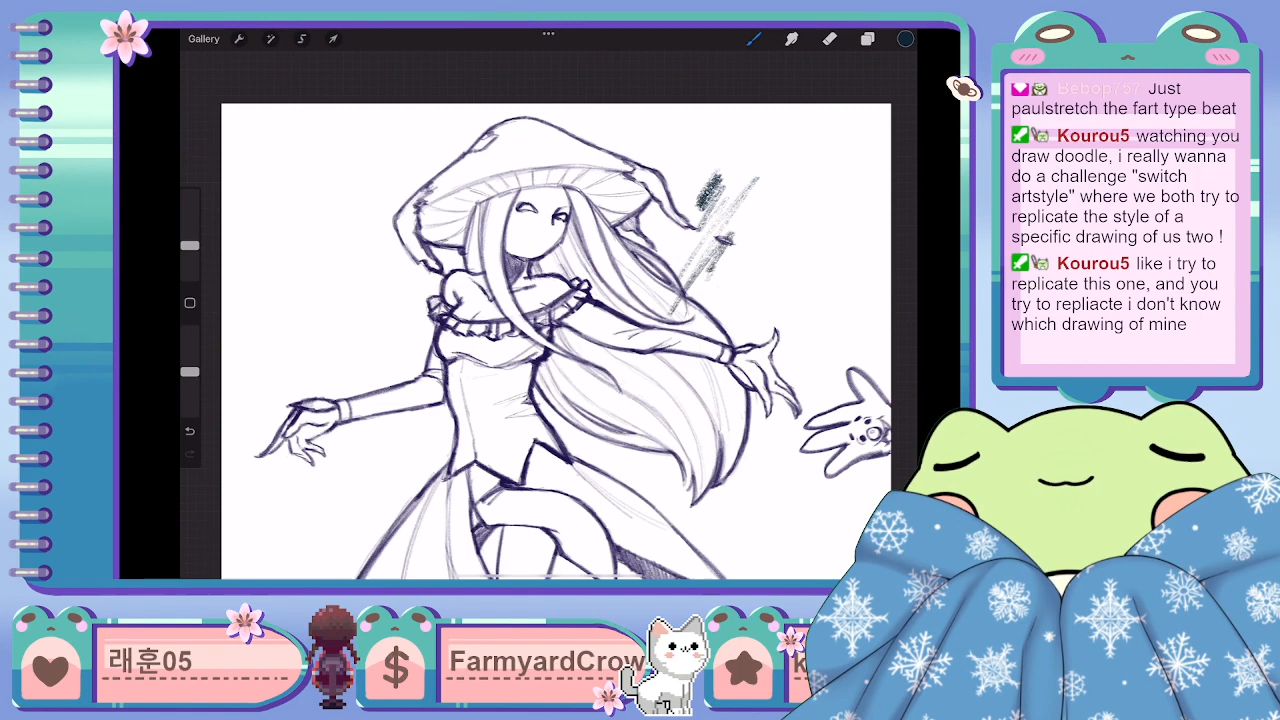 Gallery
Bebop757 Just
paulstretch the fart type beat
Kourou5 watching you
draw doodle, i really wanna
do a challenge "switch
artstyle" where we both try to
replicate the style of a
specific drawing of us two !
Kourou5 like i try to
replicate this one, and you
try to repliace i don't know
which drawing of mine
래훈05
$
FarmyardCrow
k